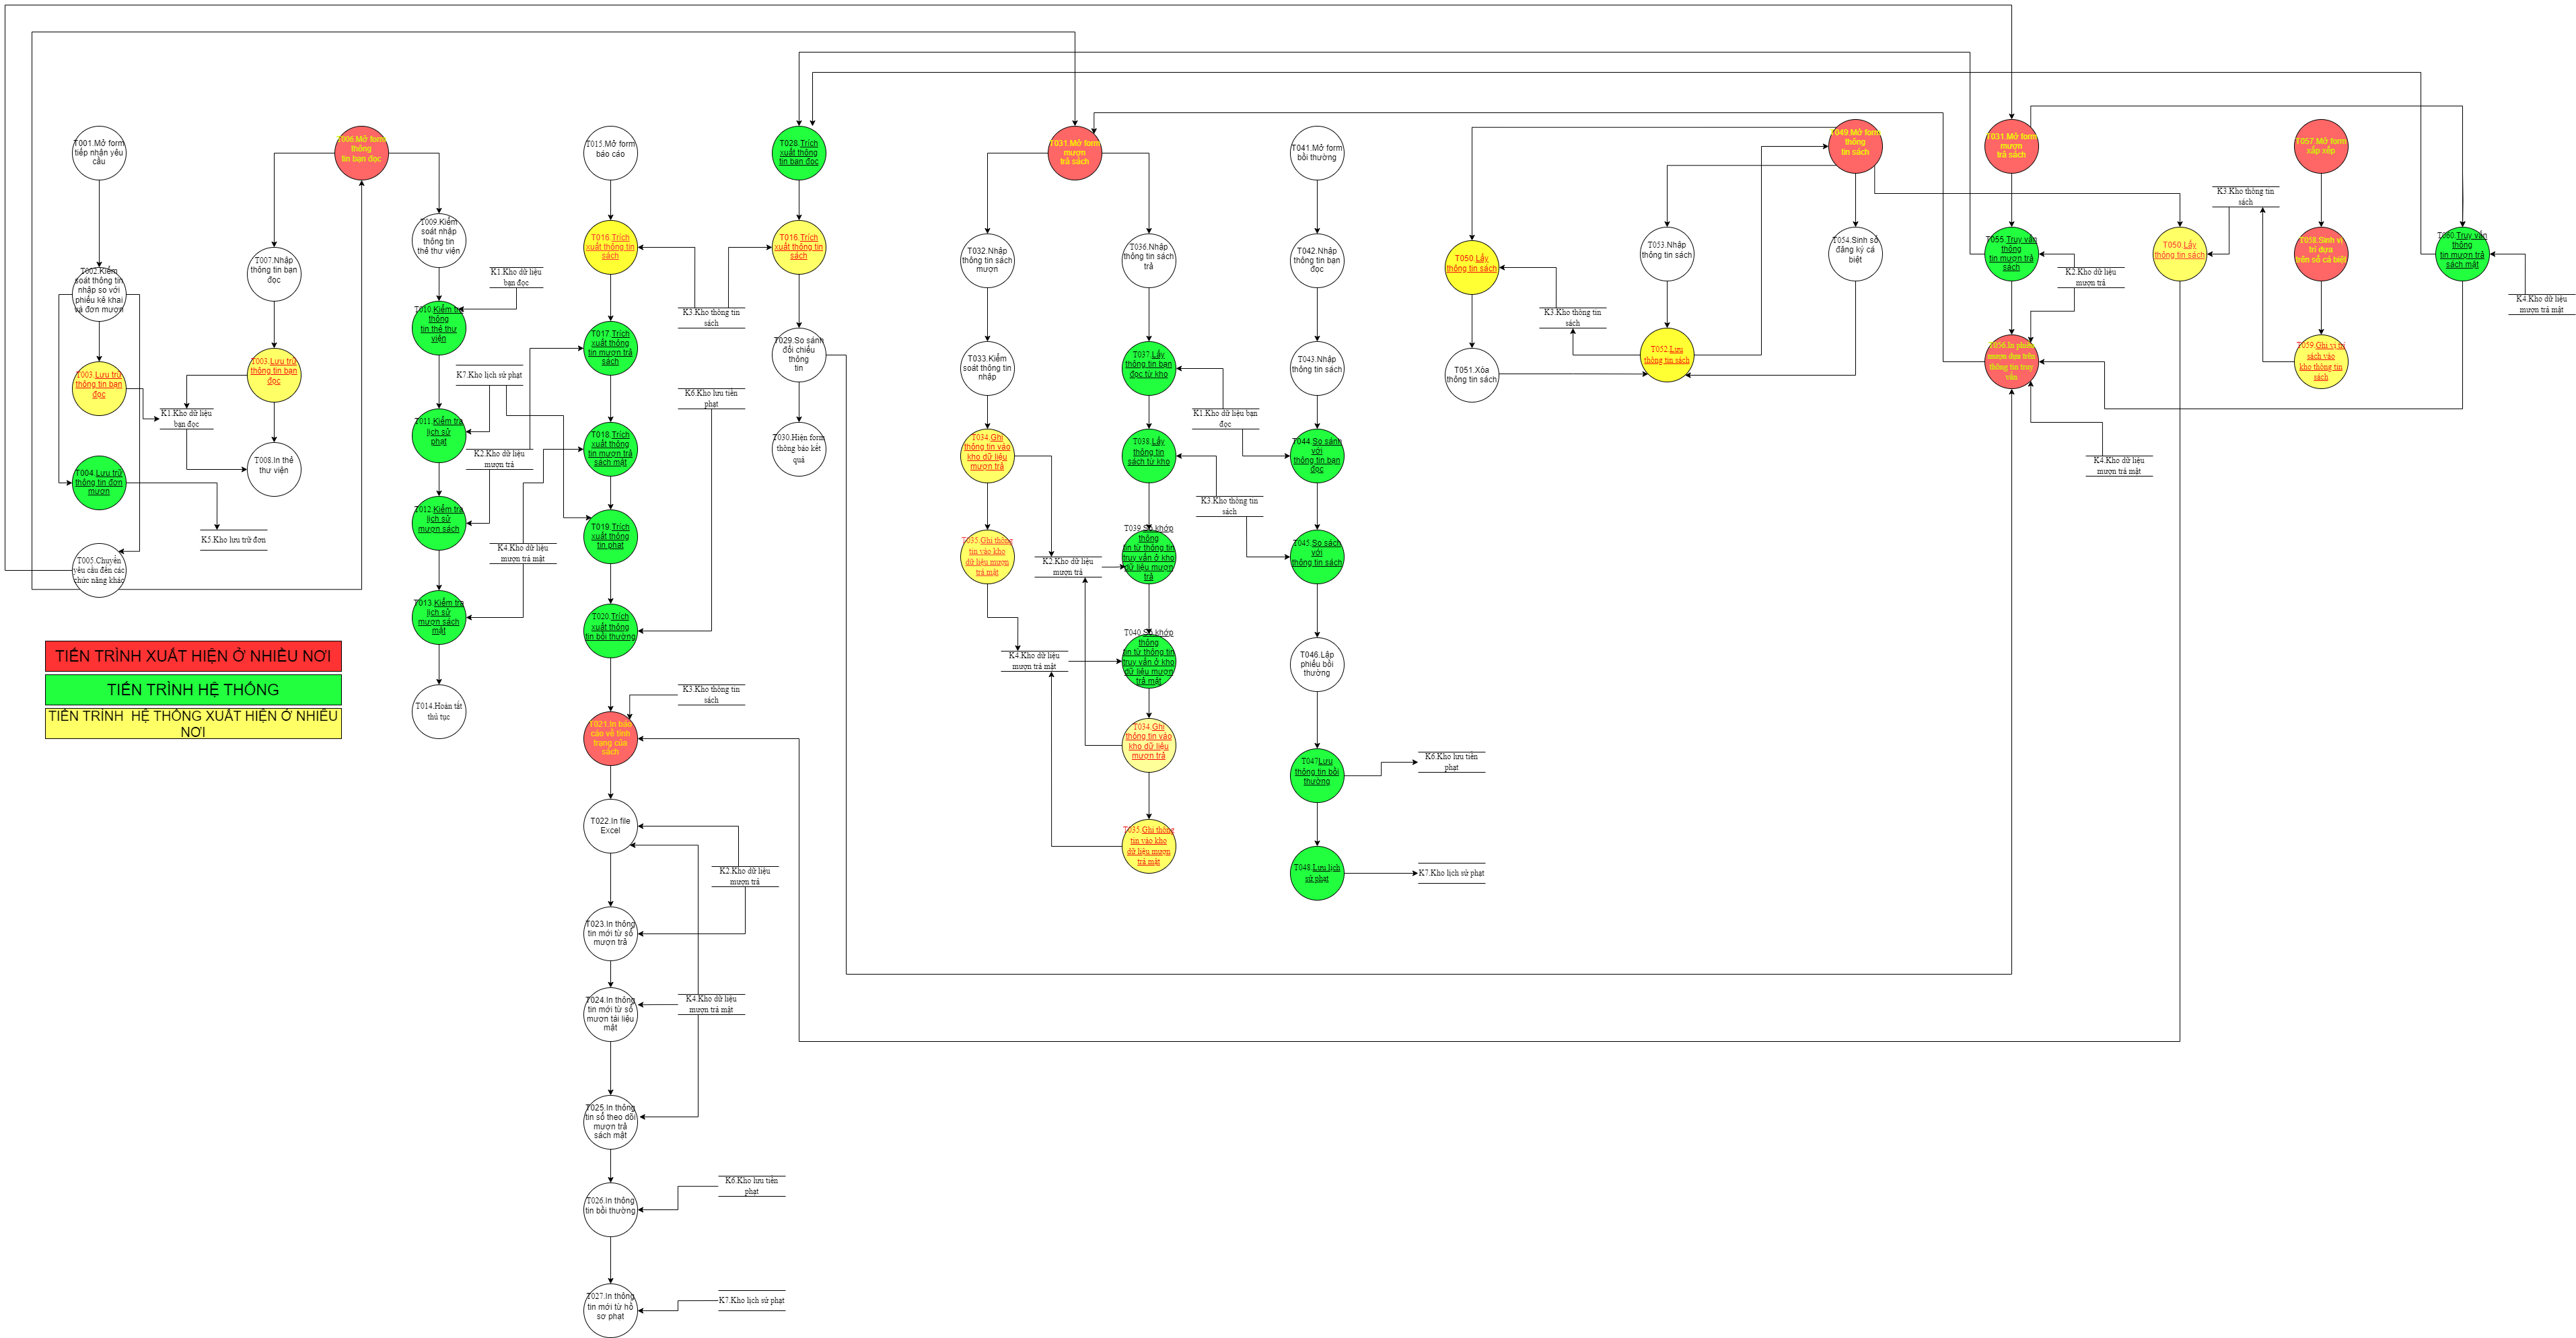 T001.Mở form
tiếp nhận yêu
cầu
T002.Kiểm
soát thông tin
nhập so với
phiếu kê khai
và đơn mượn
T003.Lưu trữ
thông tin bạn
đọc
T004.Lưu trữ
thông tin đơn
mượn
T005.Chuyển
yêu cầu đến các
chức năng khác
T006.Mở form
thông
tin bạn đọc
T007.Nhập
thông tin bạn
đọc
T003.Lưu trữ
thông tin bạn
đọc
K1.Kho dữ liệu
bạn đọc
T008.In thẻ
thư viện
K5.Kho lưu trữ đơn
T009.Kiểm
soát nhập
thông tin
thẻ thư viện
K1.Kho dữ liệu
bạn đọc
T010.Kiểm tra
thông
tin thẻ thư
viện
K7.Kho lịch sử phạt
T011.Kiểm tra
lịch sử
phạt
K2.Kho dữ liệu
mượn trả
T012.Kiểm tra
lịch sử
mượn sách
K4.Kho dữ liệu
mượn trả mật
T013.Kiểm tra
lịch sử
mượn sách
mật
T014.Hoàn tất
thủ tục
TIẾN TRÌNH XUẤT HIỆN Ở NHIỀU NƠI
TIẾN TRÌNH HỆ THỐNG
TIẾN TRÌNH HỆ THỐNG XUẤT HIỆN Ở NHIỀU
NƠI
T015.Mở form
báo cáo
T016.Trích
xuất thông tin
sách
K3.Kho thông tin
sách
T017.Trích
xuất thông
tin mượn trả
sách
K6.Kho lưu tiền
phạt
T018.Trích
xuất thông
tin mượn trả
sách mật
T019.Trích
xuất thông
tin phạt
T020.Trích
xuất thông
tin bồi thường
K3.Kho thông tin
sách
T021.In báo
cáo về tình
trạng của
sách
T022.In file
Excel
K2.Kho dữ liệu
mượn trả
T023.In thông
tin mới từ sổ
mượn trả
T024.In thông
tin mới từ sổ
mượn tài liệu
mật
K4.Kho dữ liệu
mượn trả mật
T025.In thông
tin sổ theo dõi
mượn trả
sách mật
K6.Kho lưu tiền
phạt
T026.In thông
tin bồi thường
K7.Kho lịch sử phạt
T027.In thông
tin mới từ hồ
sơ phạt
T028.Trích
xuất thông
tin bạn đọc
T016.Trích
xuất thông tin
sách
T029.So sánh
đối chiếu
thông
tin
T030.Hiện form
thông báo kết
quả
T031.Mở form
mượn
trả sách
T032.Nhập
thông tin sách
mượn
T033.Kiểm
soát thông tin
nhập
T034.Ghi
thông tin vào
kho dữ liệu
mượn trả
T035.Ghi thông
tin vào kho
dữ liệu mượn
trả mật
K2.Kho dữ liệu
mượn trả
K4.Kho dữ liệu
mượn trả mật
T036.Nhập
thông tin sách
trả
T037.Lấy
thông tin bạn
đọc từ kho
K1.Kho dữ liệu bạn
đọc
T038.Lấy
thông tin
sách từ kho
K3.Kho thông tin
sách
T039.So khớp
thông
tin từ thông tin
truy vấn ở kho
dữ liệu mượn
trả
T040.So khớp
thông
tin từ thông tin
truy vấn ở kho
dữ liệu mượn
trả mật
T034.Ghi
thông tin vào
kho dữ liệu
mượn trả
T035.Ghi thông
tin vào kho
dữ liệu mượn
trả mật
T041.Mở form
bồi thường
T042.Nhập
thông tin bạn
đọc
T043.Nhập
thông tin sách
T044.So sánh
với
thông tin bạn
đọc
T045.So sách
với
thông tin sách
T046.Lập
phiếu bồi
thường
T047Lưu
thông tin bồi
thường
K6.Kho lưu tiền
phạt
T048.Lưu lịch
sử phạt
K7.Kho lịch sử phạt
T049.Mở form
thông
tin sách
T050.Lấy
thông tin sách
K3.Kho thông tin
sách
T051.Xóa
thông tin sách
T053.Nhập
thông tin sách
T052.Lưu
thông tin sách
T054.Sinh số
đăng ký cá
biệt
T031.Mở form
mượn
trả sách
T055.Truy vấn
thông
tin mượn trả
sách
K2.Kho dữ liệu
mượn trả
T056.In phiếu
mượn dựa trên
thông tin truy
vấn
K4.Kho dữ liệu
mượn trả mật
T050.Lấy
thông tin sách
K3.Kho thông tin
sách
T057.Mở form
xắp xếp
T058.Sinh vị
trí dựa
trên số cá biệt
T059.Ghi vị trí
sách vào
kho thông tin
sách
T060.Truy vấn
thông
tin mượn trả
sách mật
K4.Kho dữ liệu
mượn trả mật